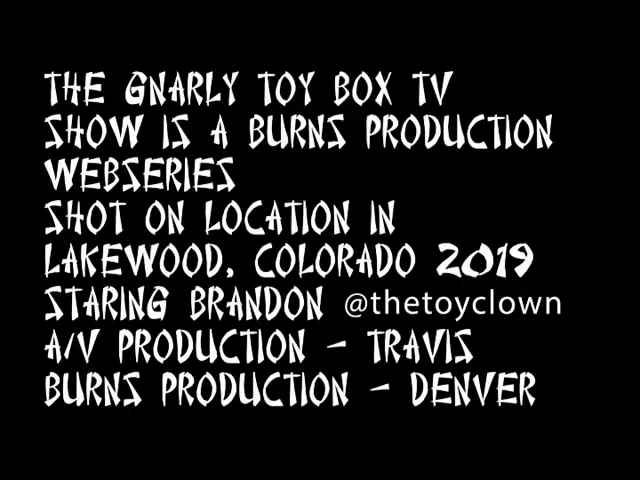 THE GNARLY TOY BOX TV
SHOW IS A BURNS PRODUCTION
WEBSERIES
SHOT ON LOCATION IN
LAKEWOOD, COLORADO 2019
STARING BRANDON @thetoyclown
A/V PRODUCTION - TRAVIS
BURNS PRODUCTION - DENVER